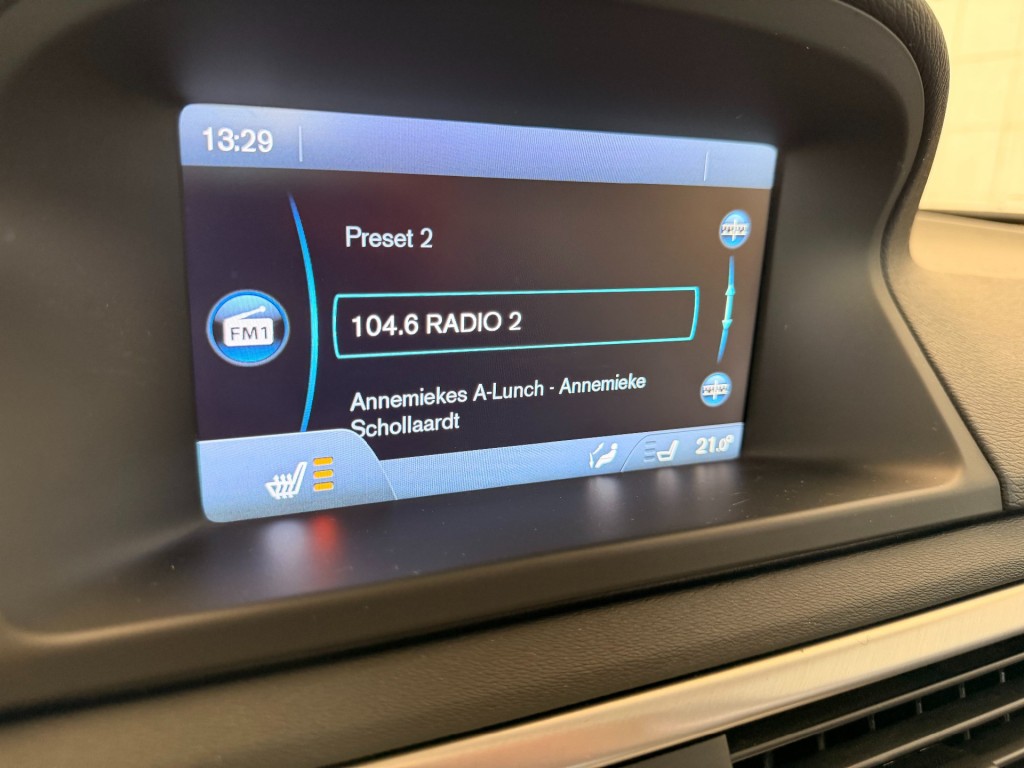 13:29
Preset 2
FM1
104.6 RADIO 2
Annemiekes A-Lunch - Annemieke
Schollaardt
21.0°